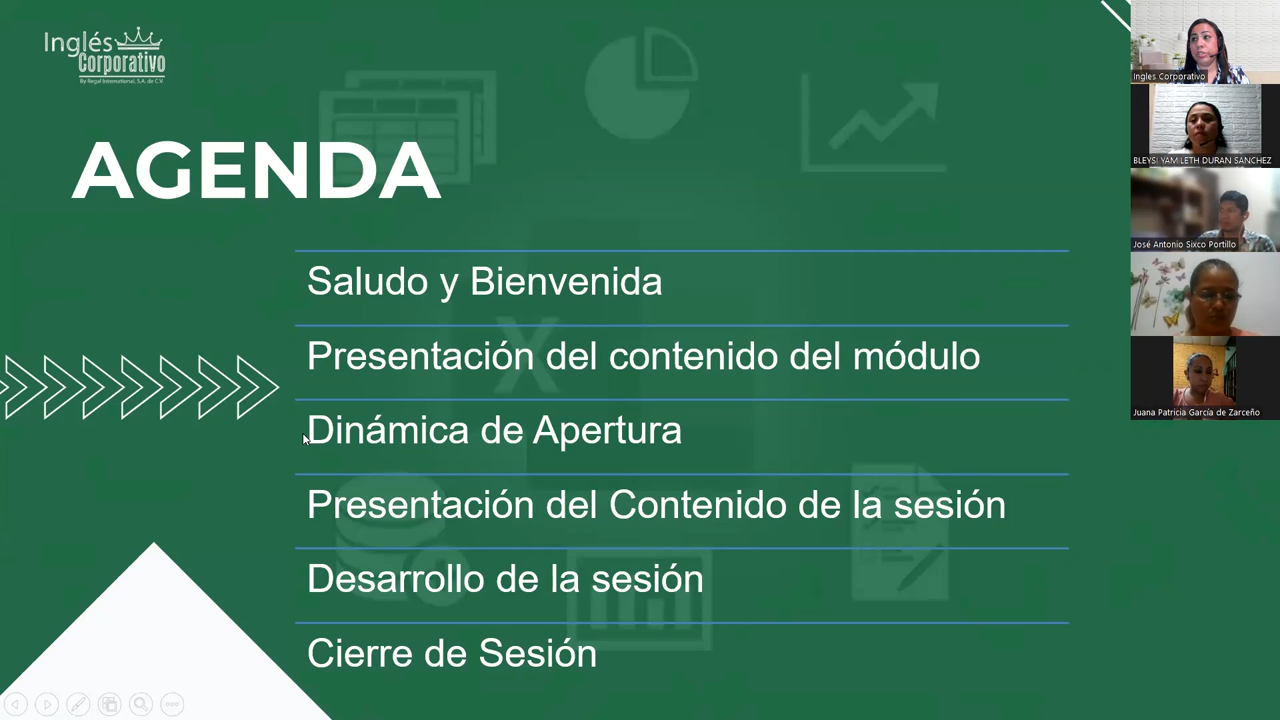 Inglés
Corporativo
By Regal International, S.A. de C.V.
AGENDA
Saludo y Bienvenida
Presentación del contenido del módulo
Dinámica de Apertura
Presentación del Contenido de la sesión
Desarrollo de la sesión
Cierre de Sesión
Ingles Corporativo
BLEYSI YAMILETH DURAN SANCHEZ
José Antonio Sixco Portillo
Juana Patricia García de Zarceño